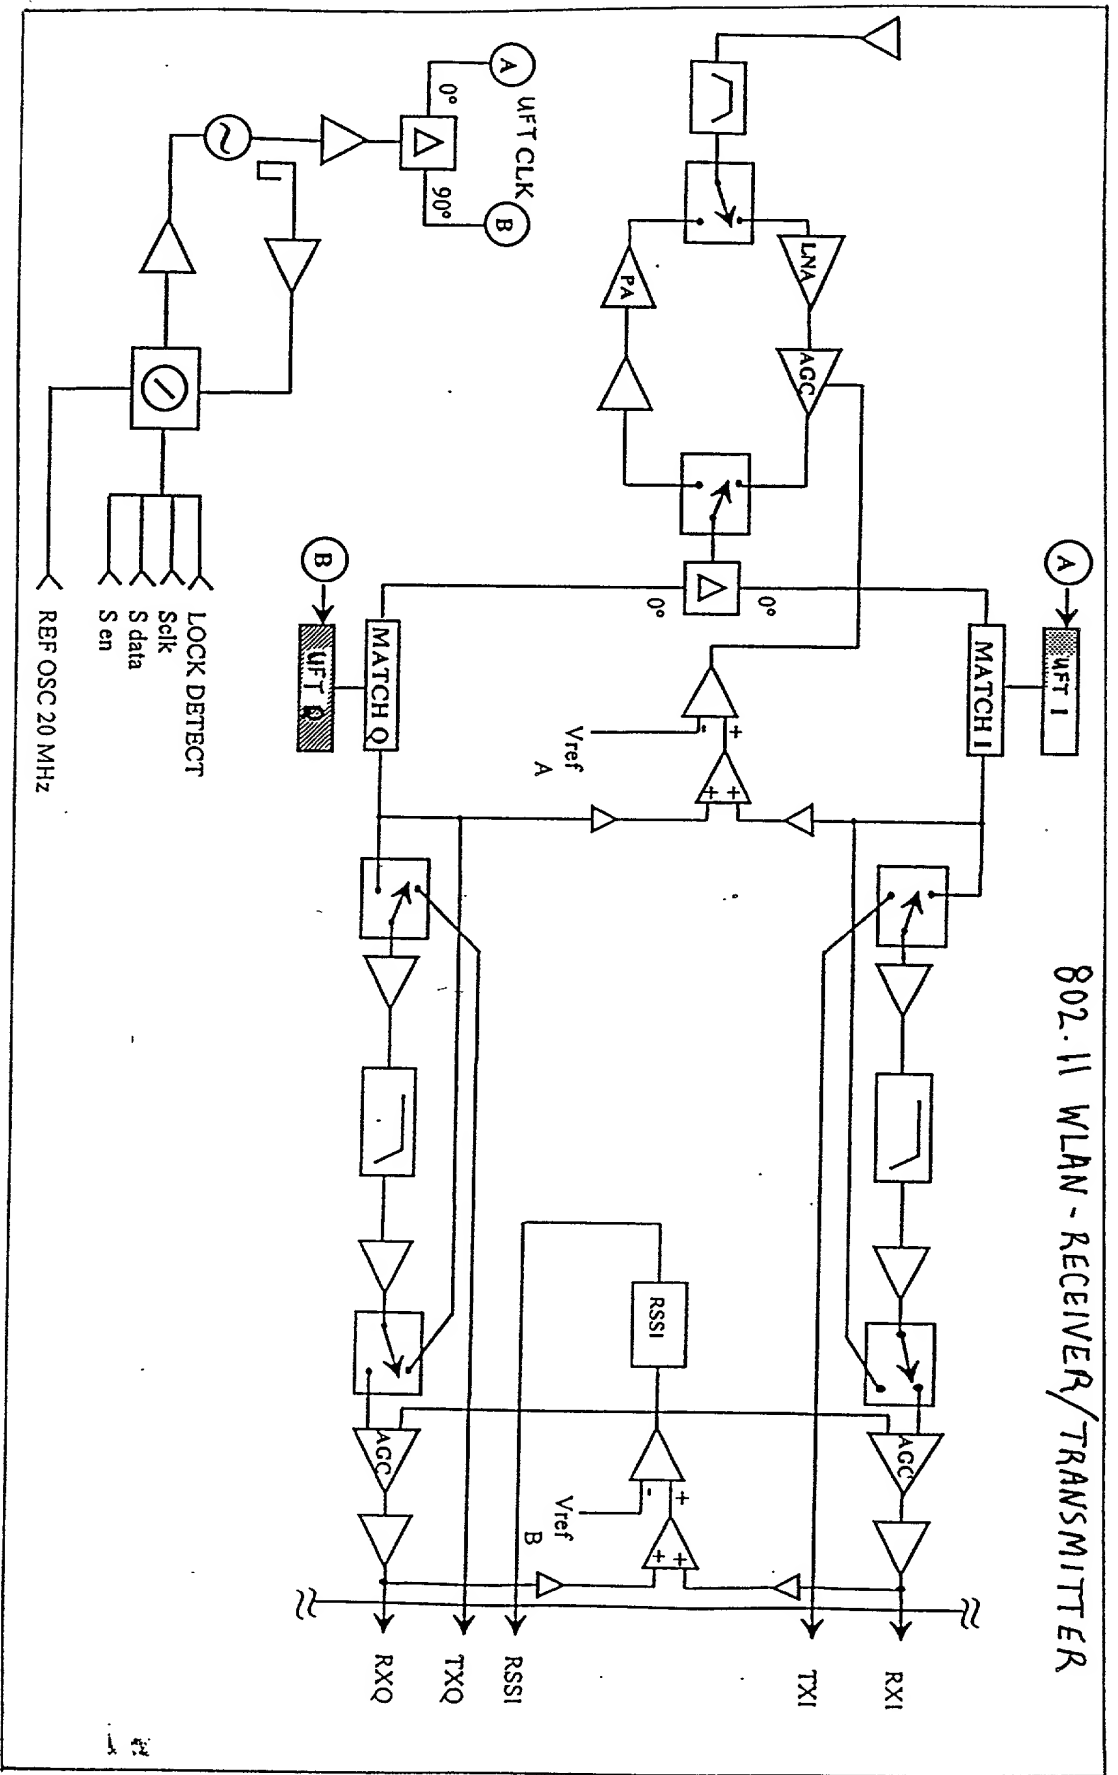 802.11 WLAN - RECEIVER/TRANSMITTER
A
UFT I
MATCH I
LNA
AGC
PA
0°
0°
+
-
Vref
A
+
+
B
UFT Q
MATCH Q
RXI
TXI
RSSI
TXQ
RXQ
AGC
AGC
RSSI
+
-
Vref
B
+
+
A
UFT CLK
B
0°
90°
LOCK DETECT
Sclk
S data
S en
REF OSC 20 MHz